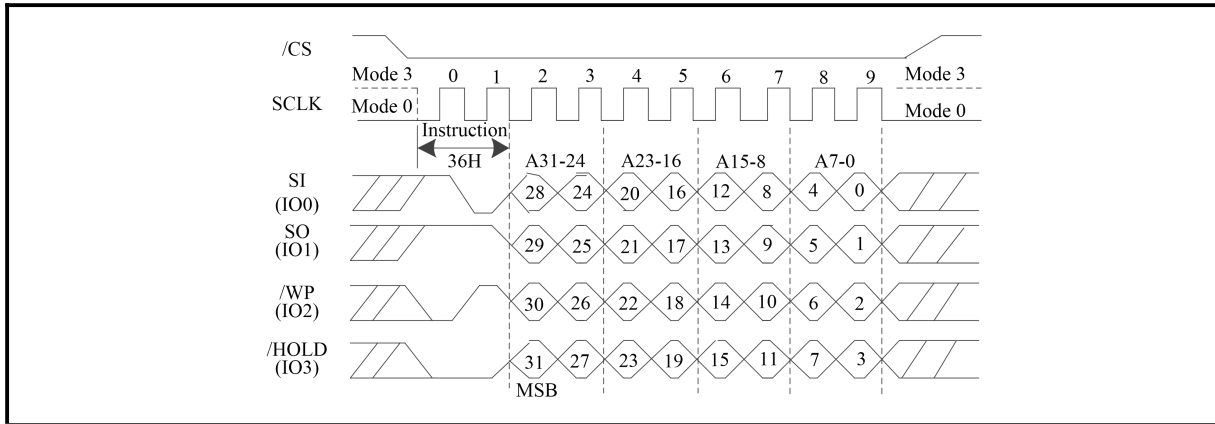 /CS
Mode 3 0 1 2 3 4 5 6 7 8 9 Mode 3
SCLK Mode 0 Mode 0
Instruction
36H A31-24 A23-16 A15-8 A7-0
SI
(IO0) 28 24 20 16 12 8 4 0
SO
(IO1) 29 25 21 17 13 9 5 1
/WP
(IO2) 30 26 22 18 14 10 6 2
/HOLD
(IO3) 31 27 23 19 15 11 7 3
MSB